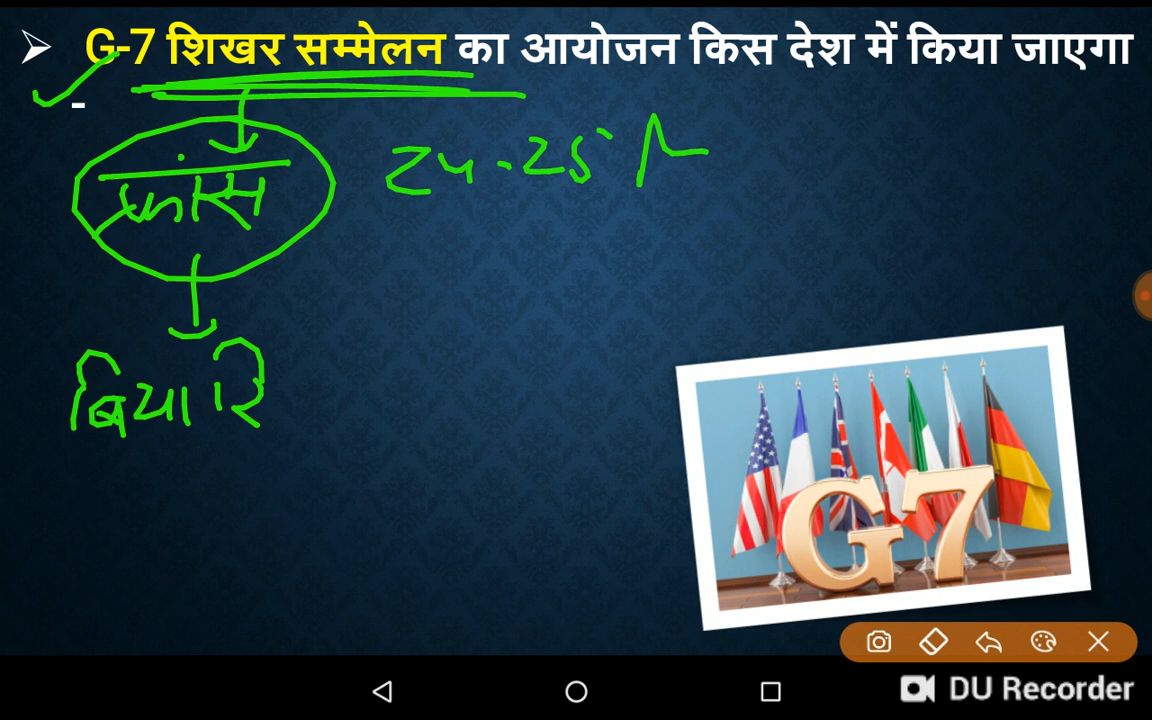 ➤ G-7 शिखर सम्मेलन का आयोजन किस देश में किया जाएगा
-
फ्रांस
24-25
बियारि
G7
DU Recorder